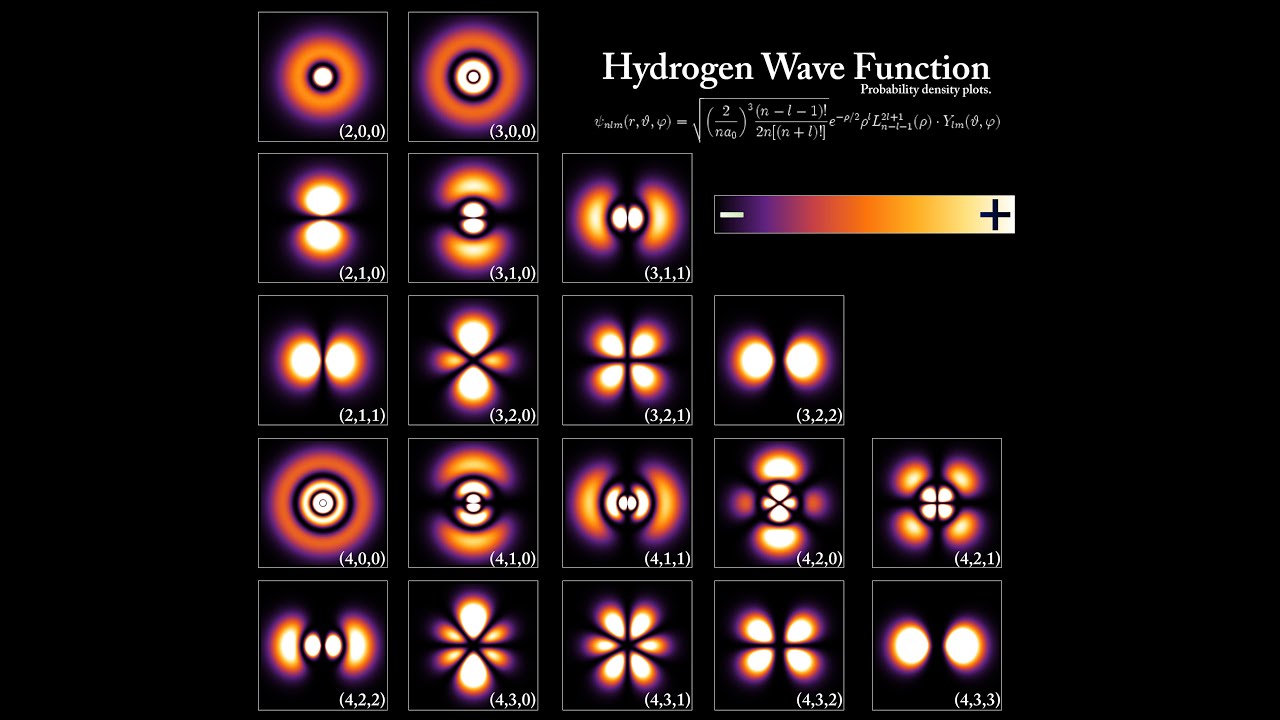 (2,0,0) (3,0,0)
Hydrogen Wave Function
Probability density plots.
ψnlm(r,ϑ,φ) = √((2/na₀)³ (n − l − 1)!/2n[(n + l)!]) e^−ρ/2 ρ^l L^2l+1_n−l−1(ρ) · Ylm(ϑ,φ)
− +
(2,1,0) (3,1,0) (3,1,1)
(2,1,1) (3,2,0) (3,2,1) (3,2,2)
(4,0,0) (4,1,0) (4,1,1) (4,2,0) (4,2,1)
(4,2,2) (4,3,0) (4,3,1) (4,3,2) (4,3,3)